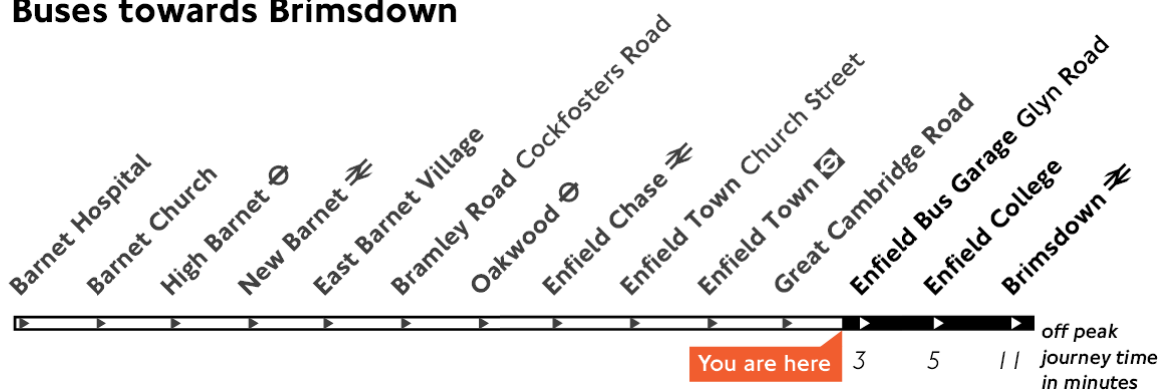 Buses towards Brimsdown
Barnet Hospital
Barnet Church
High Barnet
New Barnet
East Barnet Village
Bramley Road Cockfosters Road
Oakwood
Enfield Chase
Enfield Town Church Street
Enfield Town
Great Cambridge Road
Enfield Bus Garage Glyn Road
Enfield College
Brimsdown
You are here
3
5
11
off peak
journey time
in minutes